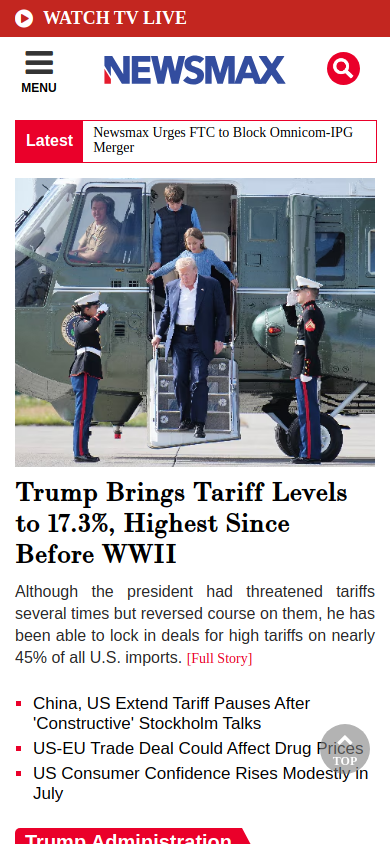 WATCH TV LIVE
MENU
NEWSMAX
Latest
Newsmax Urges FTC to Block Omnicom-IPG
Merger
Trump Brings Tariff Levels
to 17.3%, Highest Since
Before WWII
Although the president had threatened tariffs
several times but reversed course on them, he has
been able to lock in deals for high tariffs on nearly
45% of all U.S. imports. [Full Story]
China, US Extend Tariff Pauses After
'Constructive' Stockholm Talks
US-EU Trade Deal Could Affect Drug Prices
US Consumer Confidence Rises Modestly in
July
TOP
Trump Administration